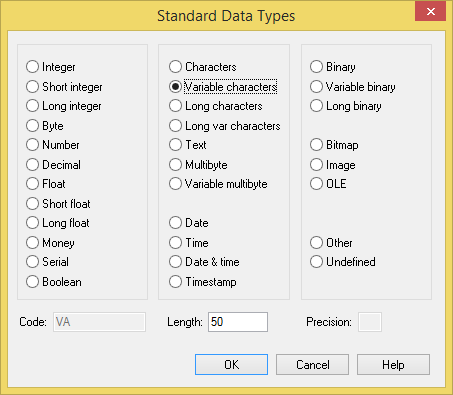 Standard Data Types
Integer
Short integer
Long integer
Byte
Number
Decimal
Float
Short float
Long float
Money
Serial
Boolean
Characters
Variable characters
Long characters
Long var characters
Text
Multibyte
Variable multibyte
Date
Time
Date & time
Timestamp
Binary
Variable binary
Long binary
Bitmap
Image
OLE
Other
Undefined
Code: VA Length: 50 Precision:
OK Cancel Help